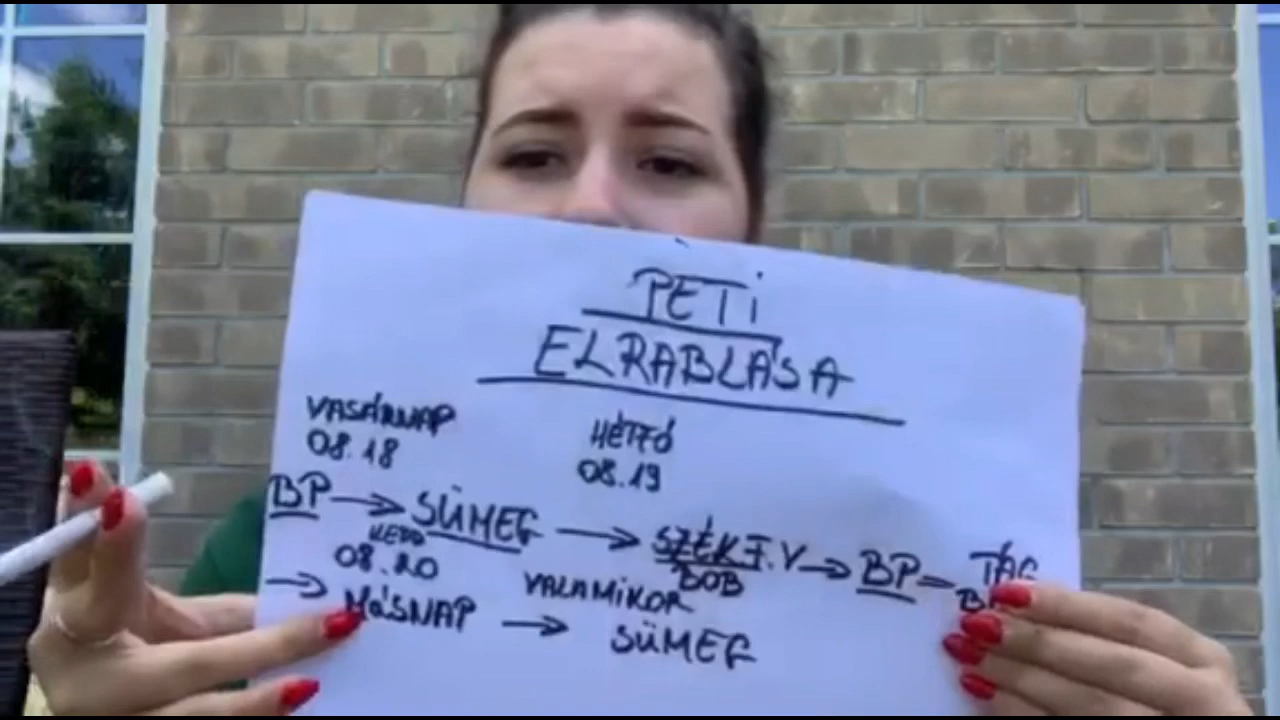 PETI
ELRABLÁSA
VASÁRNAP HÉTFŐ
08.18 08.19
BP → SÜMEG → SZÉKF.V → BP → TÁG
KEDD BOB
08.20 VALAMIKOR
→ MÁSNAP → SÜMEG